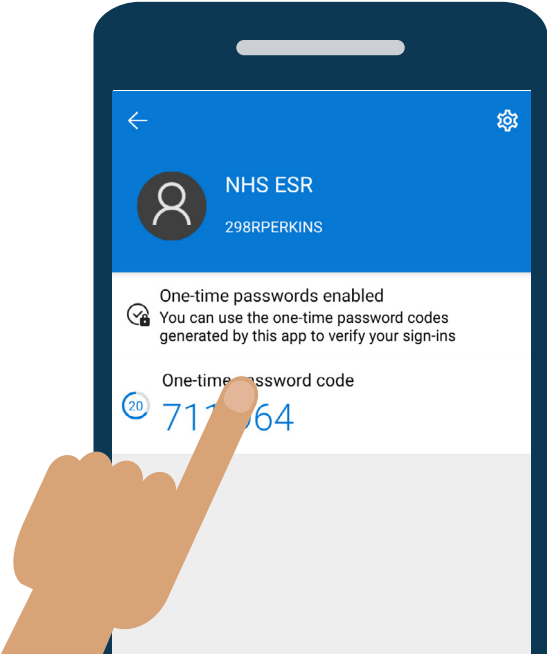 NHS ESR
298RPERKINS
One-time passwords enabled
You can use the one-time password codes
generated by this app to verify your sign-ins
One-time password code
20